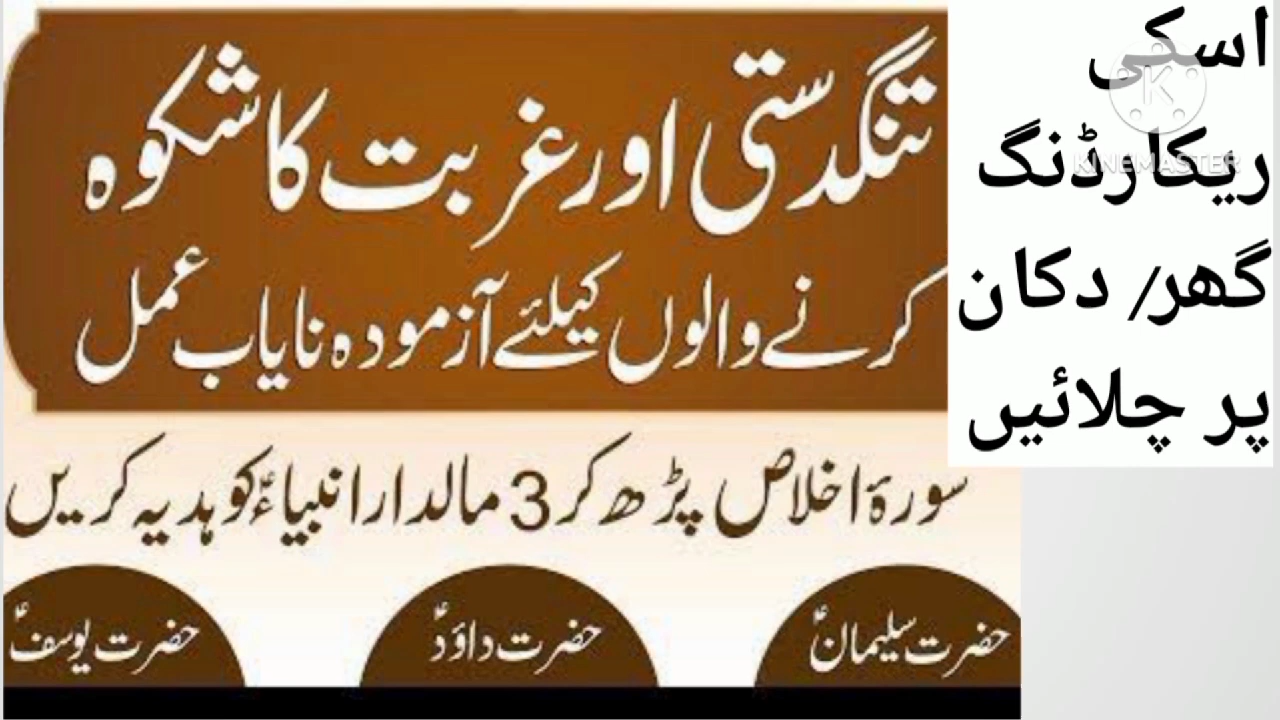 تنگدستی اور غربت کا شکوہ
کرنے والوں کیلئے آزمودہ نایاب عمل
سورۂ اخلاص پڑھ کر 3 مالدار انبیاءؑ کو ہدیہ کریں
حضرت سلیمانؑ
حضرت داؤدؑ
حضرت یوسفؑ
اسکی
ریکارڈنگ
گھر/ دکان
پر چلائیں
K
KINEMASTER